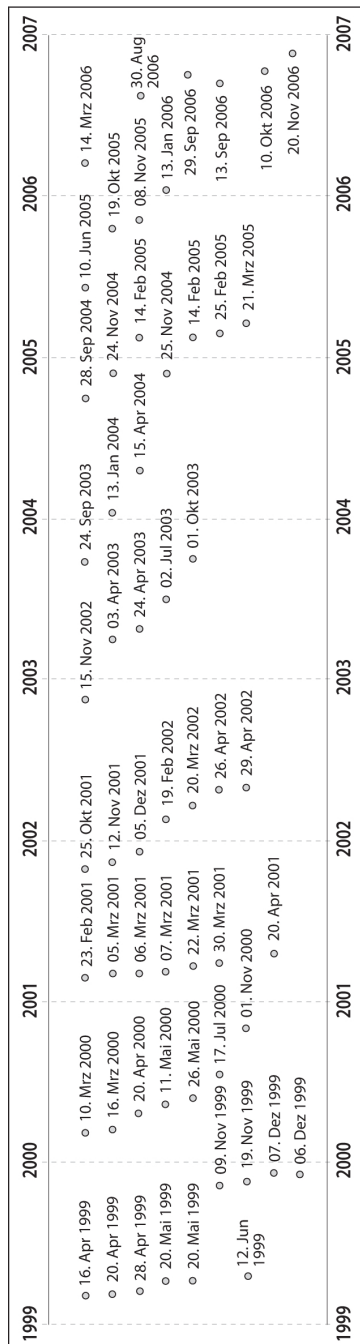 1999 2000 2001 2002 2003 2004 2005 2006 2007
16. Apr 1999
10. Mrz 2000
23. Feb 2001
25. Okt 2001
15. Nov 2002
24. Sep 2003
28. Sep 2004
10. Jun 2005
14. Mrz 2006
20. Apr 1999
16. Mrz 2000
05. Mrz 2001
12. Nov 2001
03. Apr 2003
13. Jan 2004
24. Nov 2004
19. Okt 2005
28. Apr 1999
20. Apr 2000
06. Mrz 2001
05. Dez 2001
24. Apr 2003
15. Apr 2004
14. Feb 2005
08. Nov 2005
30. Aug
2006
20. Mai 1999
11. Mai 2000
07. Mrz 2001
19. Feb 2002
02. Jul 2003
25. Nov 2004
13. Jan 2006
20. Mai 1999
26. Mai 2000
22. Mrz 2001
20. Mrz 2002
01. Okt 2003
14. Feb 2005
29. Sep 2006
09. Nov 1999
17. Jul 2000
30. Mrz 2001
26. Apr 2002
25. Feb 2005
13. Sep 2006
12. Jun
1999
19. Nov 1999
01. Nov 2000
29. Apr 2002
21. Mrz 2005
07. Dez 1999
20. Apr 2001
10. Okt 2006
06. Dez 1999
20. Nov 2006
1999 2000 2001 2002 2003 2004 2005 2006 2007